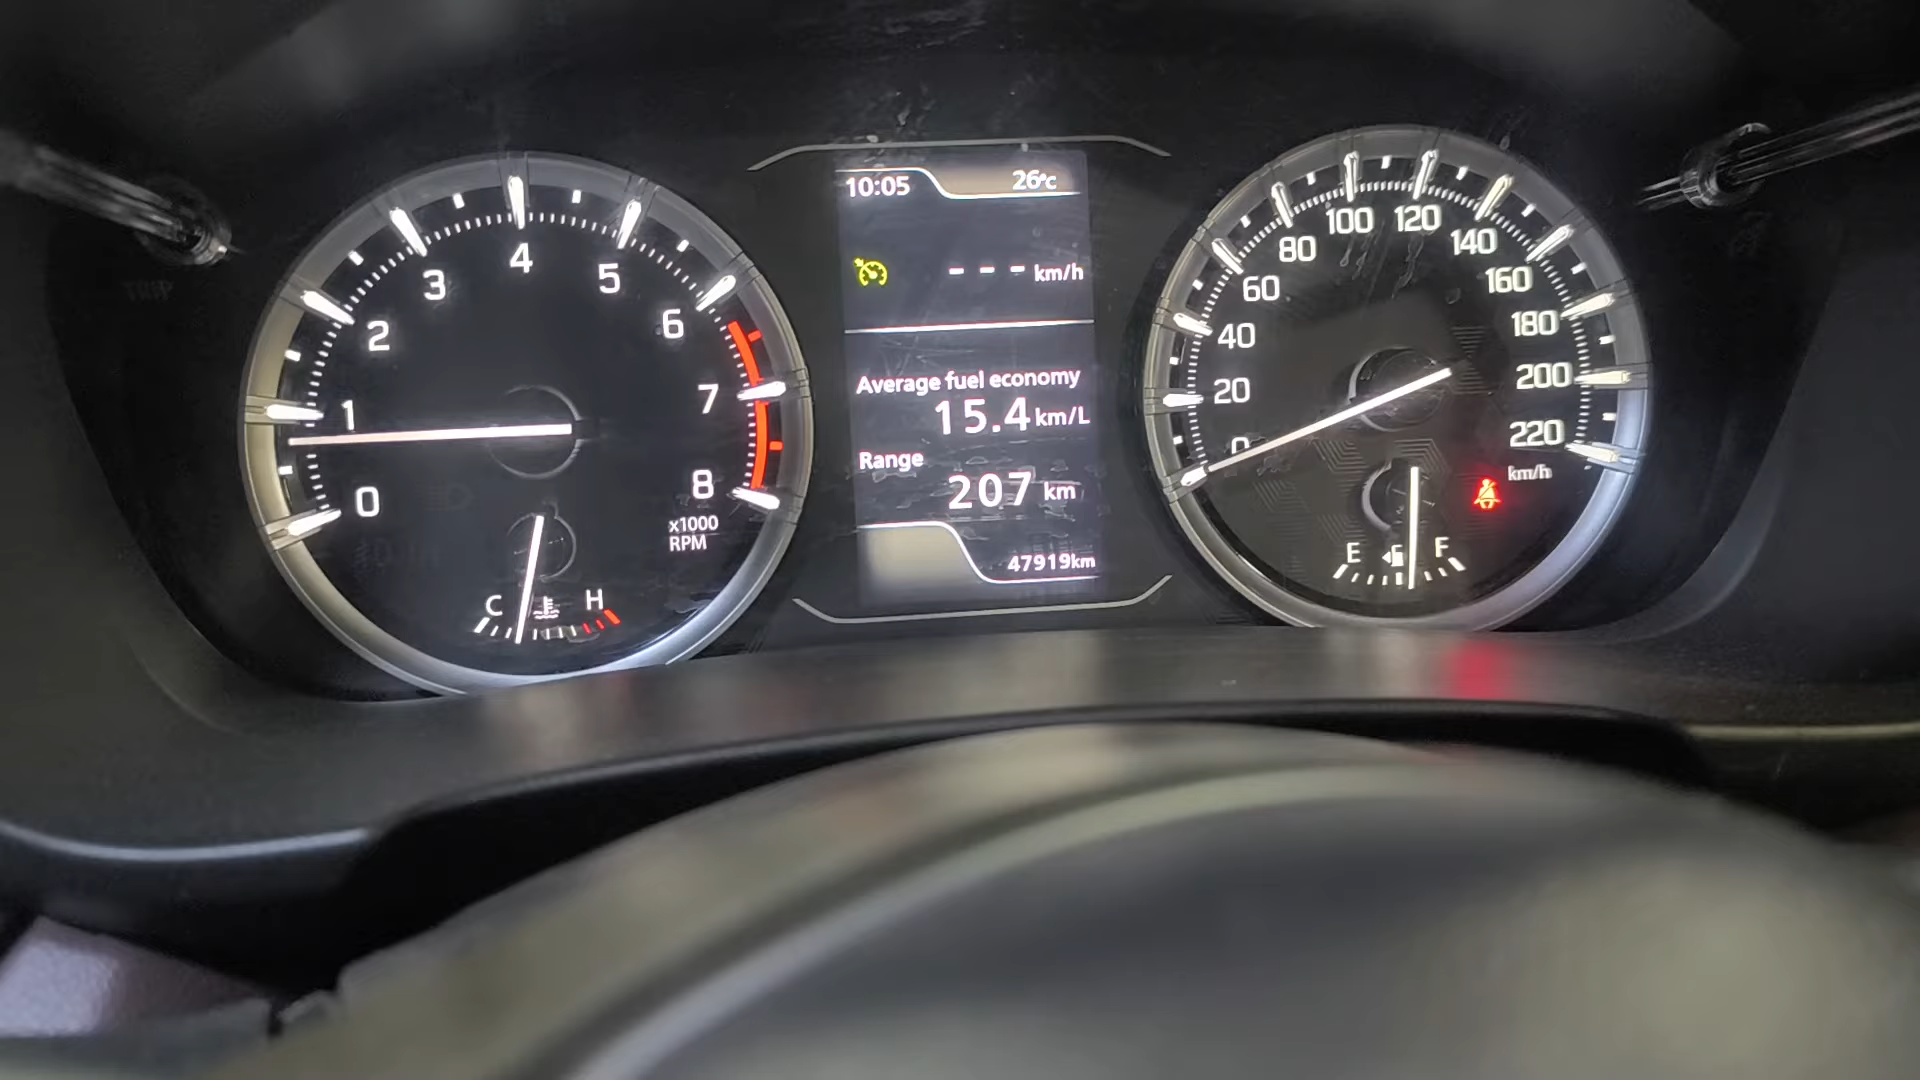 0
1
2
3
4
5
6
7
8
x1000
RPM
C
H
10:05
26°C
--- km/h
Average fuel economy
15.4 km/L
Range
207 km
47919km
0
20
40
60
80
100
120
140
160
180
200
220
km/h
E
F